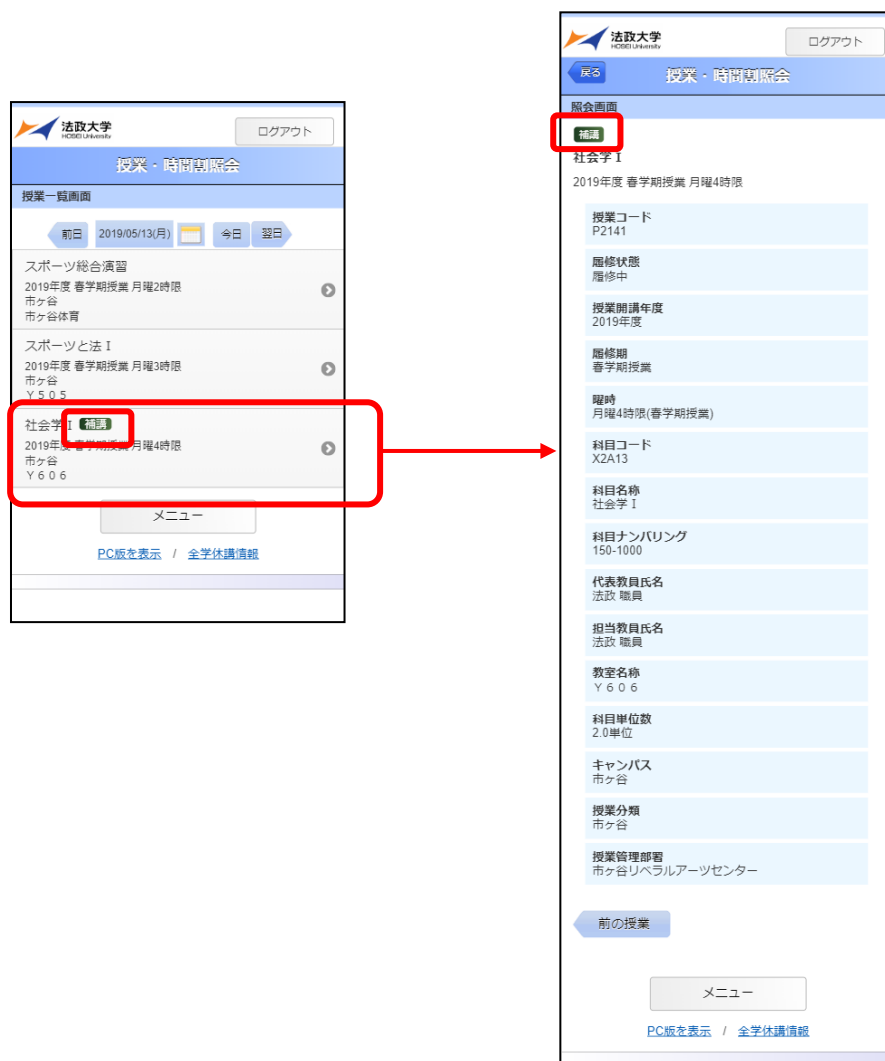 法政大学
HOSEI University
ログアウト
授業・時間割照会
授業一覧画面
前日 2019/05/13(月) 今日 翌日
スポーツ総合演習
2019年度 春学期授業 月曜2時限
市ヶ谷
市ヶ谷体育
スポーツと法Ⅰ
2019年度 春学期授業 月曜3時限
市ヶ谷
Ｙ５０５
社会学Ⅰ 補講
2019年度 春学期授業 月曜4時限
市ヶ谷
Ｙ６０６
メニュー
PC版を表示 / 全学休講情報
法政大学
HOSEI University
ログアウト
戻る 授業・時間割照会
照会画面
補講
社会学Ⅰ
2019年度 春学期授業 月曜4時限
授業コード
P2141
履修状態
履修中
授業開講年度
2019年度
履修期
春学期授業
曜時
月曜4時限(春学期授業)
科目コード
X2A13
科目名称
社会学Ⅰ
科目ナンバリング
150-1000
代表教員氏名
法政 職員
担当教員氏名
法政 職員
教室名称
Ｙ６０６
科目単位数
2.0単位
キャンパス
市ヶ谷
授業分類
市ヶ谷
授業管理部署
市ヶ谷リベラルアーツセンター
前の授業
メニュー
PC版を表示 / 全学休講情報